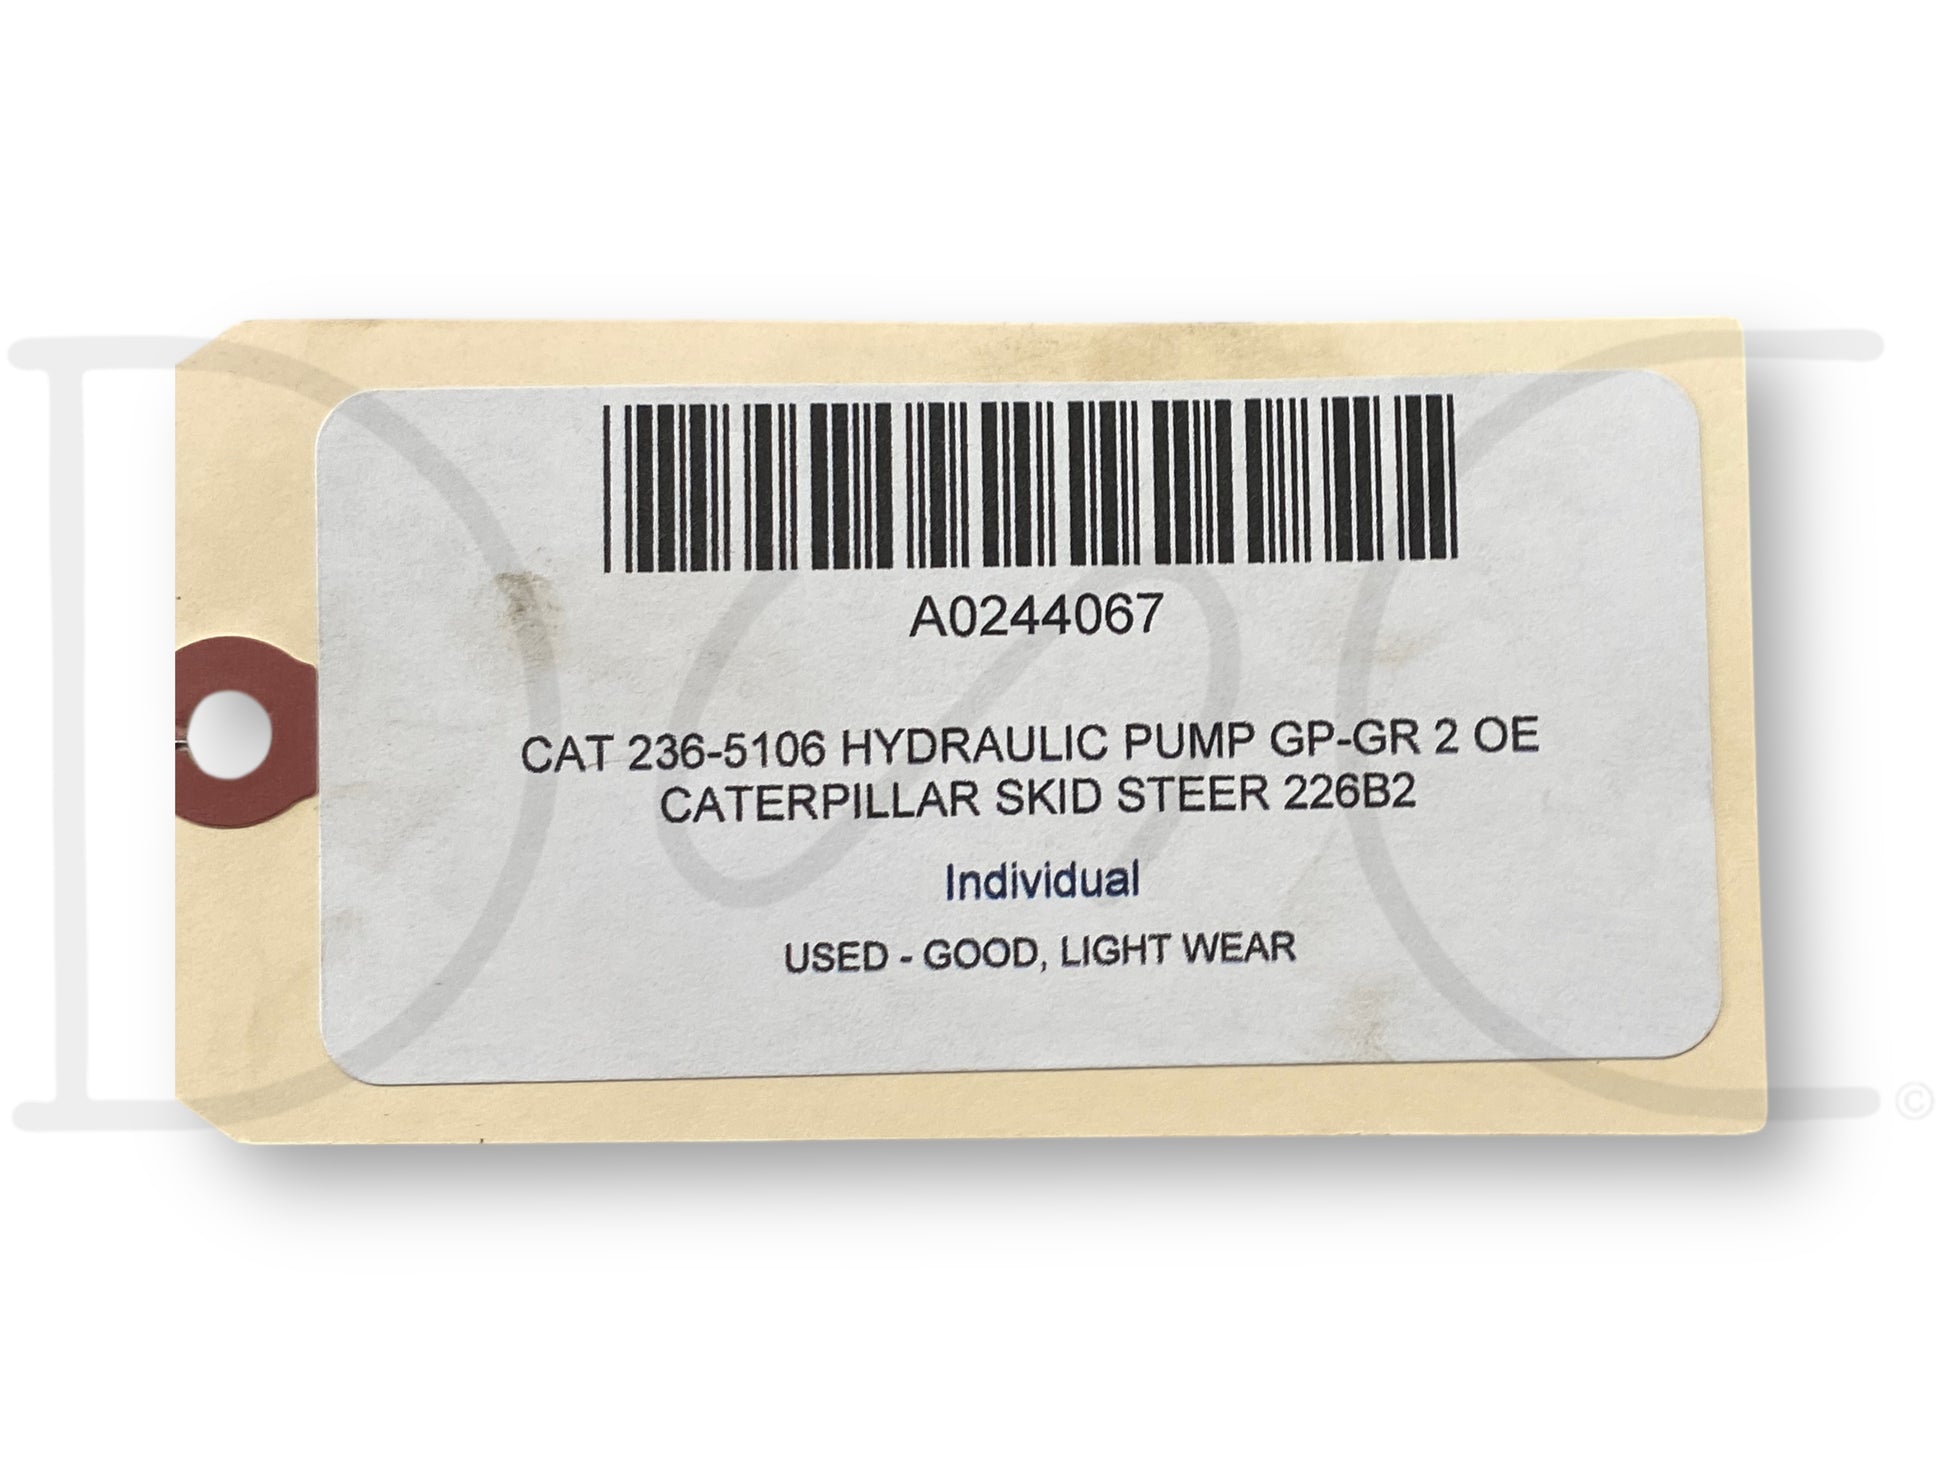 A0244067
CAT 236-5106 HYDRAULIC PUMP GP-GR 2 OE
CATERPILLAR SKID STEER 226B2
Individual
USED - GOOD, LIGHT WEAR
©